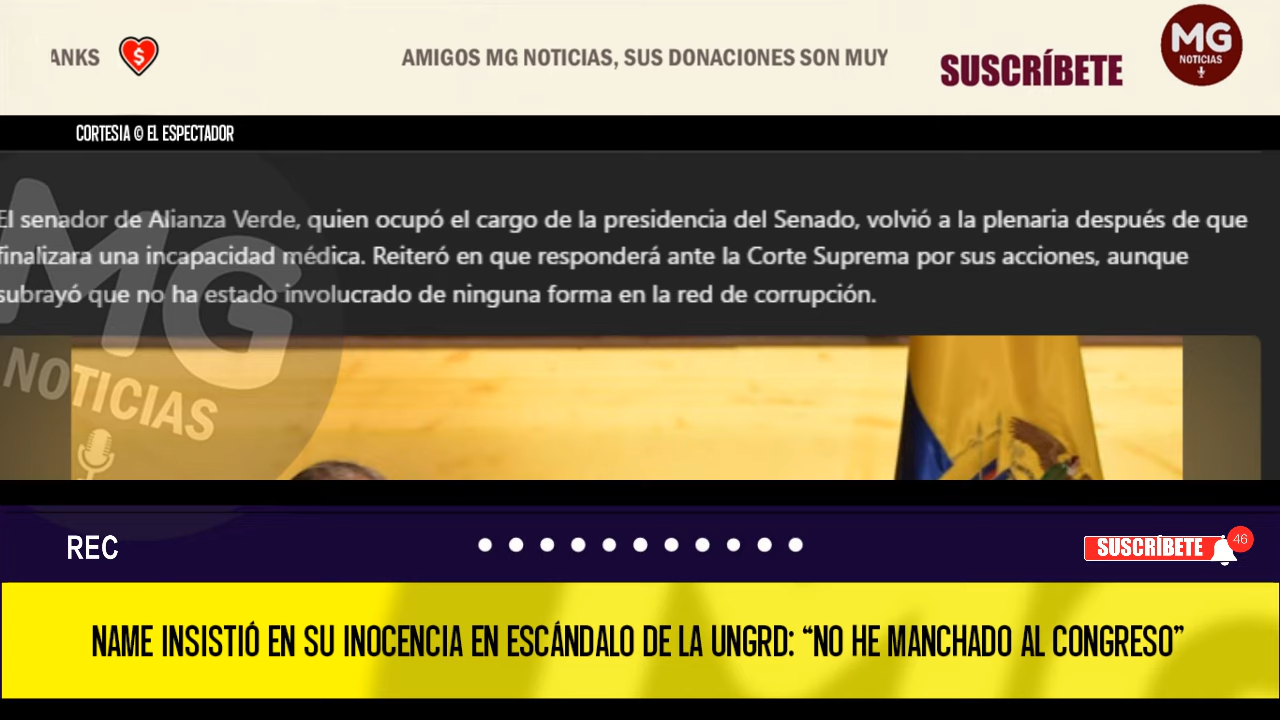 ANKS
AMIGOS MG NOTICIAS, SUS DONACIONES SON MUY
SUSCRÍBETE
MG
NOTICIAS
CORTESIA © EL ESPECTADOR
El senador de Alianza Verde, quien ocupó el cargo de la presidencia del Senado, volvió a la plenaria después de que
finalizara una incapacidad médica. Reiteró en que responderá ante la Corte Suprema por sus acciones, aunque
subrayó que no ha estado involucrado de ninguna forma en la red de corrupción.
MG
NOTICIAS
REC
SUSCRÍBETE
46
NAME INSISTIÓ EN SU INOCENCIA EN ESCÁNDALO DE LA UNGRD: “NO HE MANCHADO AL CONGRESO”